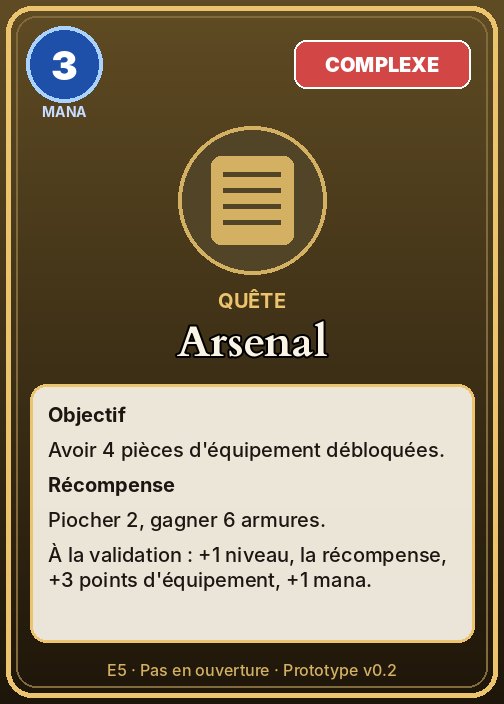 3
MANA
COMPLEXE
QUÊTE
Arsenal
Objectif
Avoir 4 pièces d'équipement débloquées.
Récompense
Piocher 2, gagner 6 armures.
À la validation : +1 niveau, la récompense,
+3 points d'équipement, +1 mana.
E5 · Pas en ouverture · Prototype v0.2